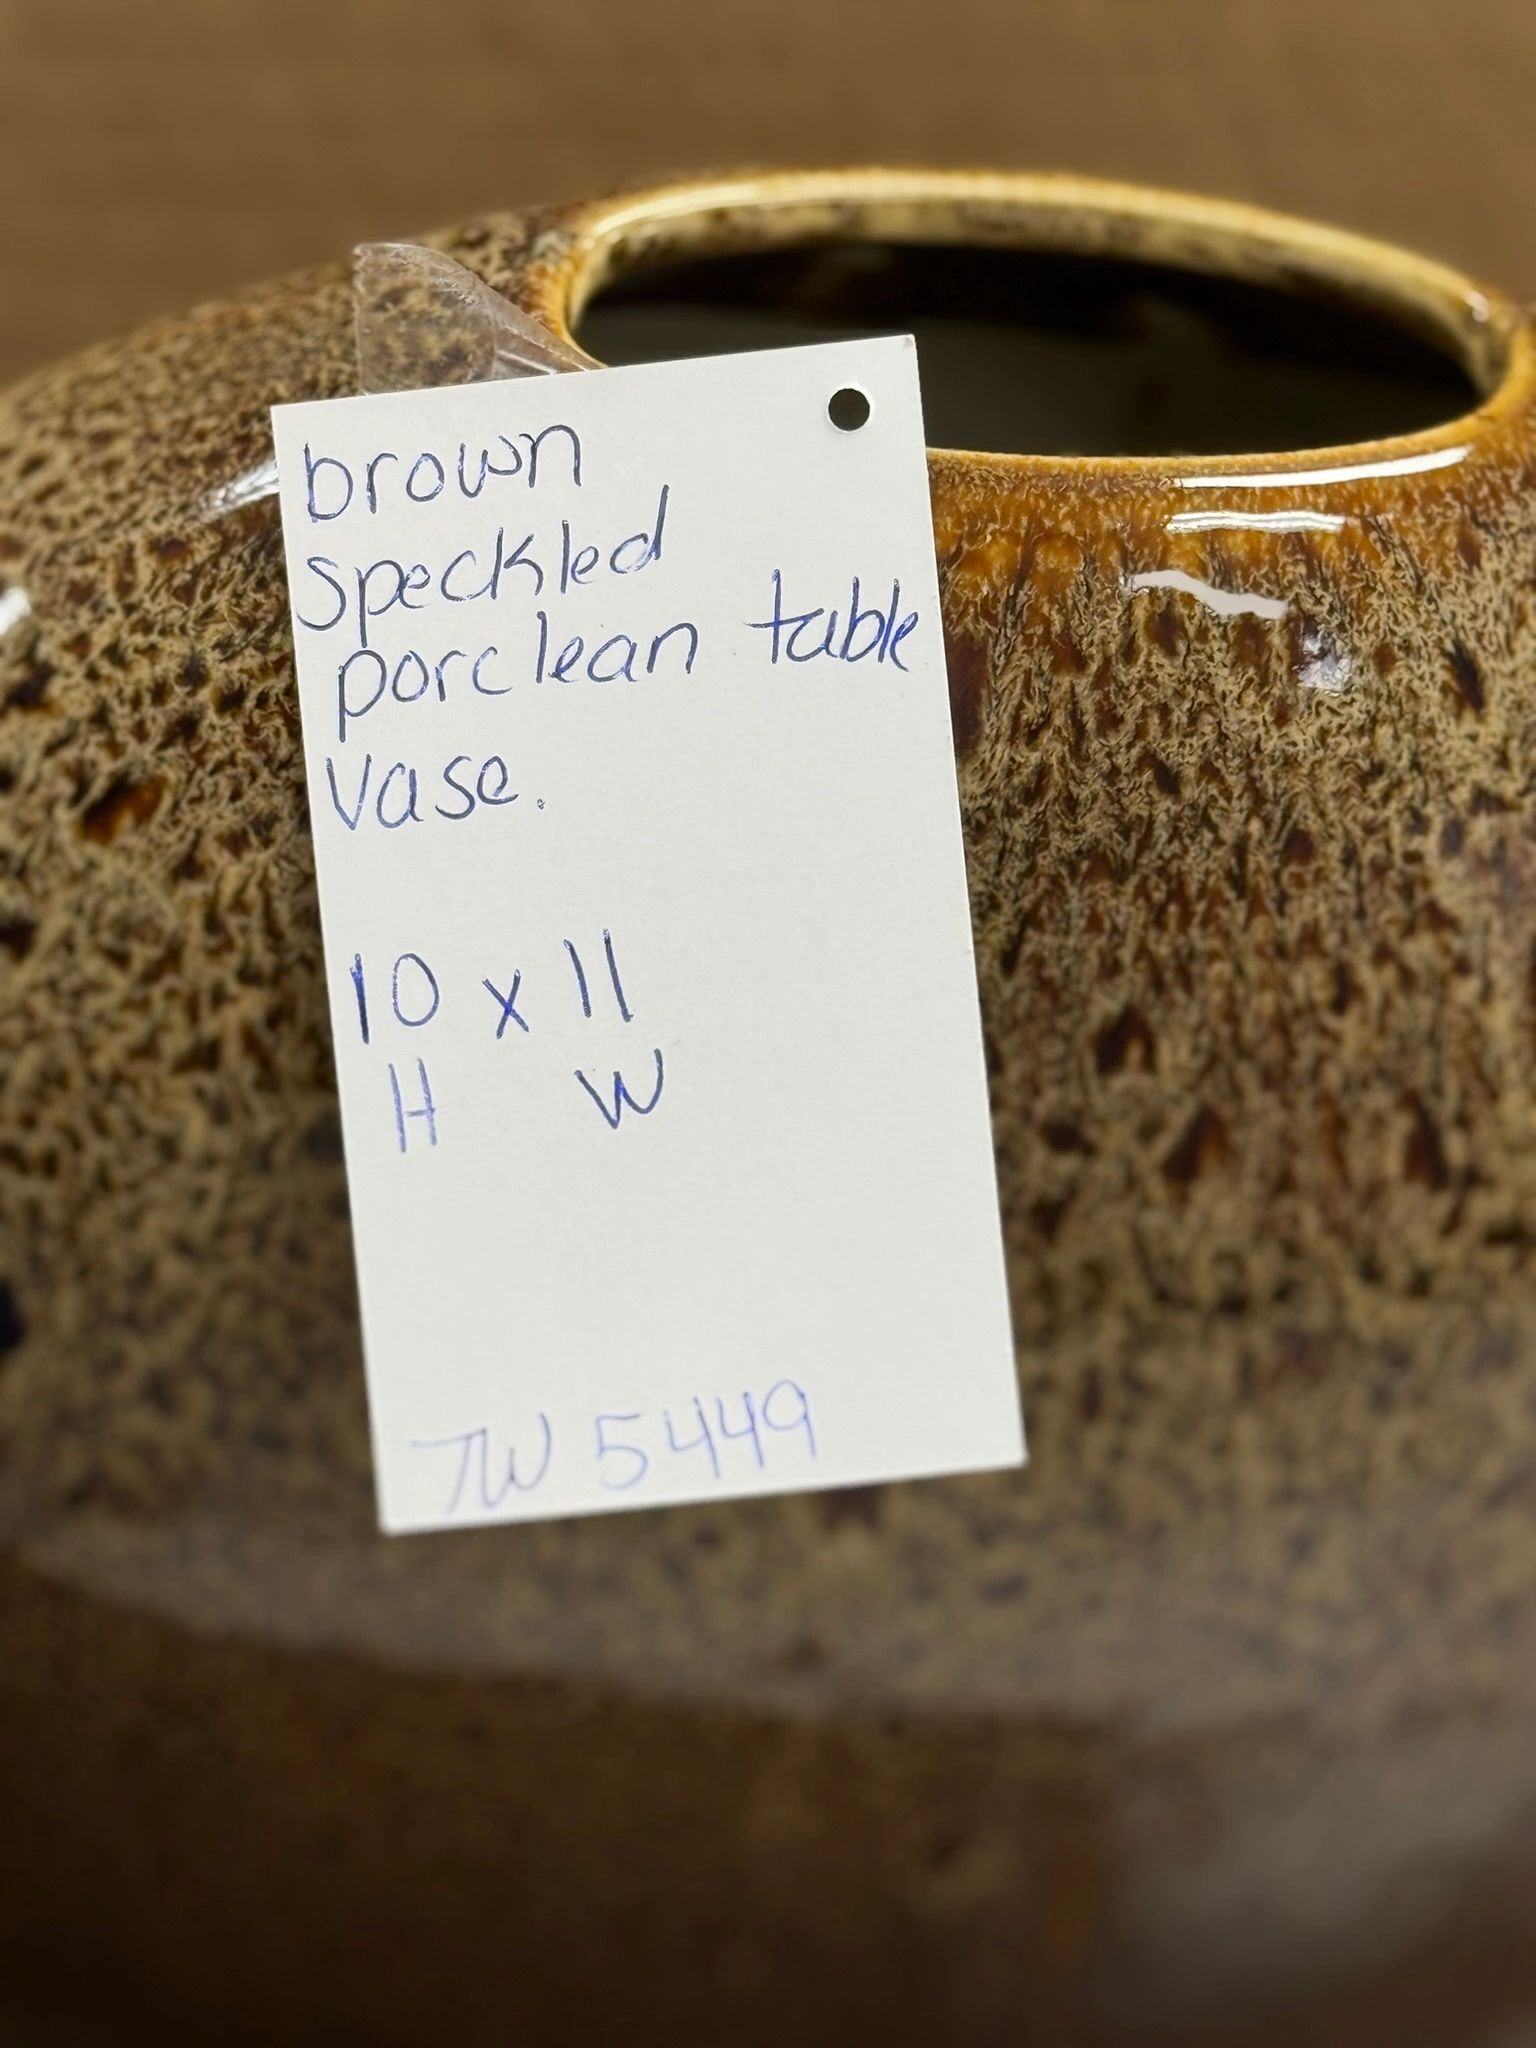 brown
speckled
porclean table
vase.
10 x 11
H W
TW 5449